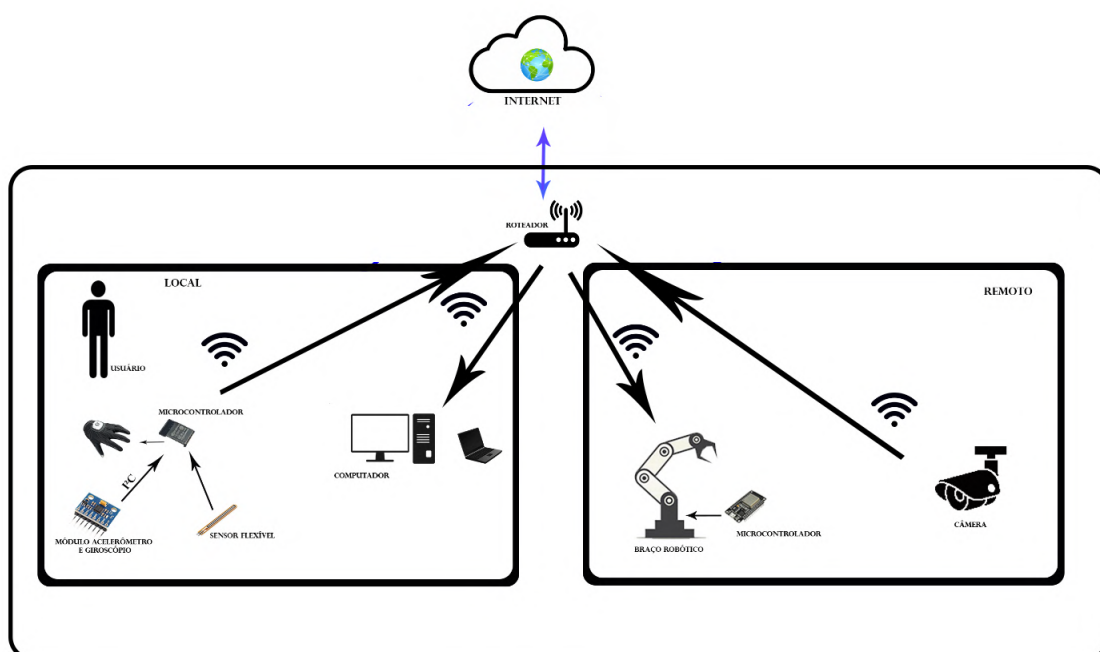 INTERNET
ROTEADOR
LOCAL
REMOTO
USUÁRIO
MICROCONTROLADOR
I²C
COMPUTADOR
MÓDULO ACELERÔMETRO
E GIROSCÓPIO
SENSOR FLEXÍVEL
BRAÇO ROBÓTICO
MICROCONTROLADOR
CÂMERA